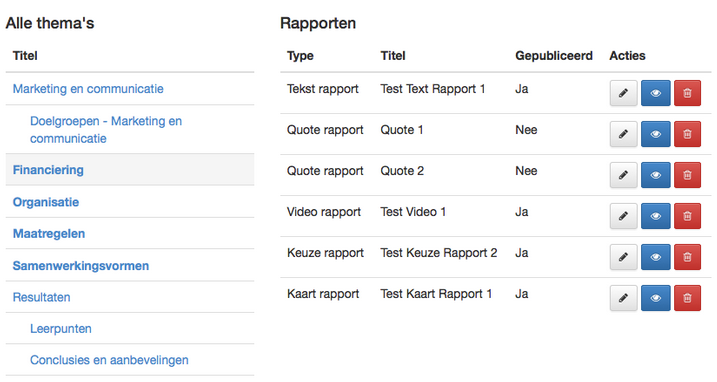 Alle thema's
Titel
Marketing en communicatie
Doelgroepen - Marketing en
communicatie
Financiering
Organisatie
Maatregelen
Samenwerkingsvormen
Resultaten
Leerpunten
Conclusies en aanbevelingen
Rapporten
Type Titel Gepubliceerd Acties
Tekst rapport Test Text Rapport 1 Ja
Quote rapport Quote 1 Nee
Quote rapport Quote 2 Nee
Video rapport Test Video 1 Ja
Keuze rapport Test Keuze Rapport 2 Ja
Kaart rapport Test Kaart Rapport 1 Ja